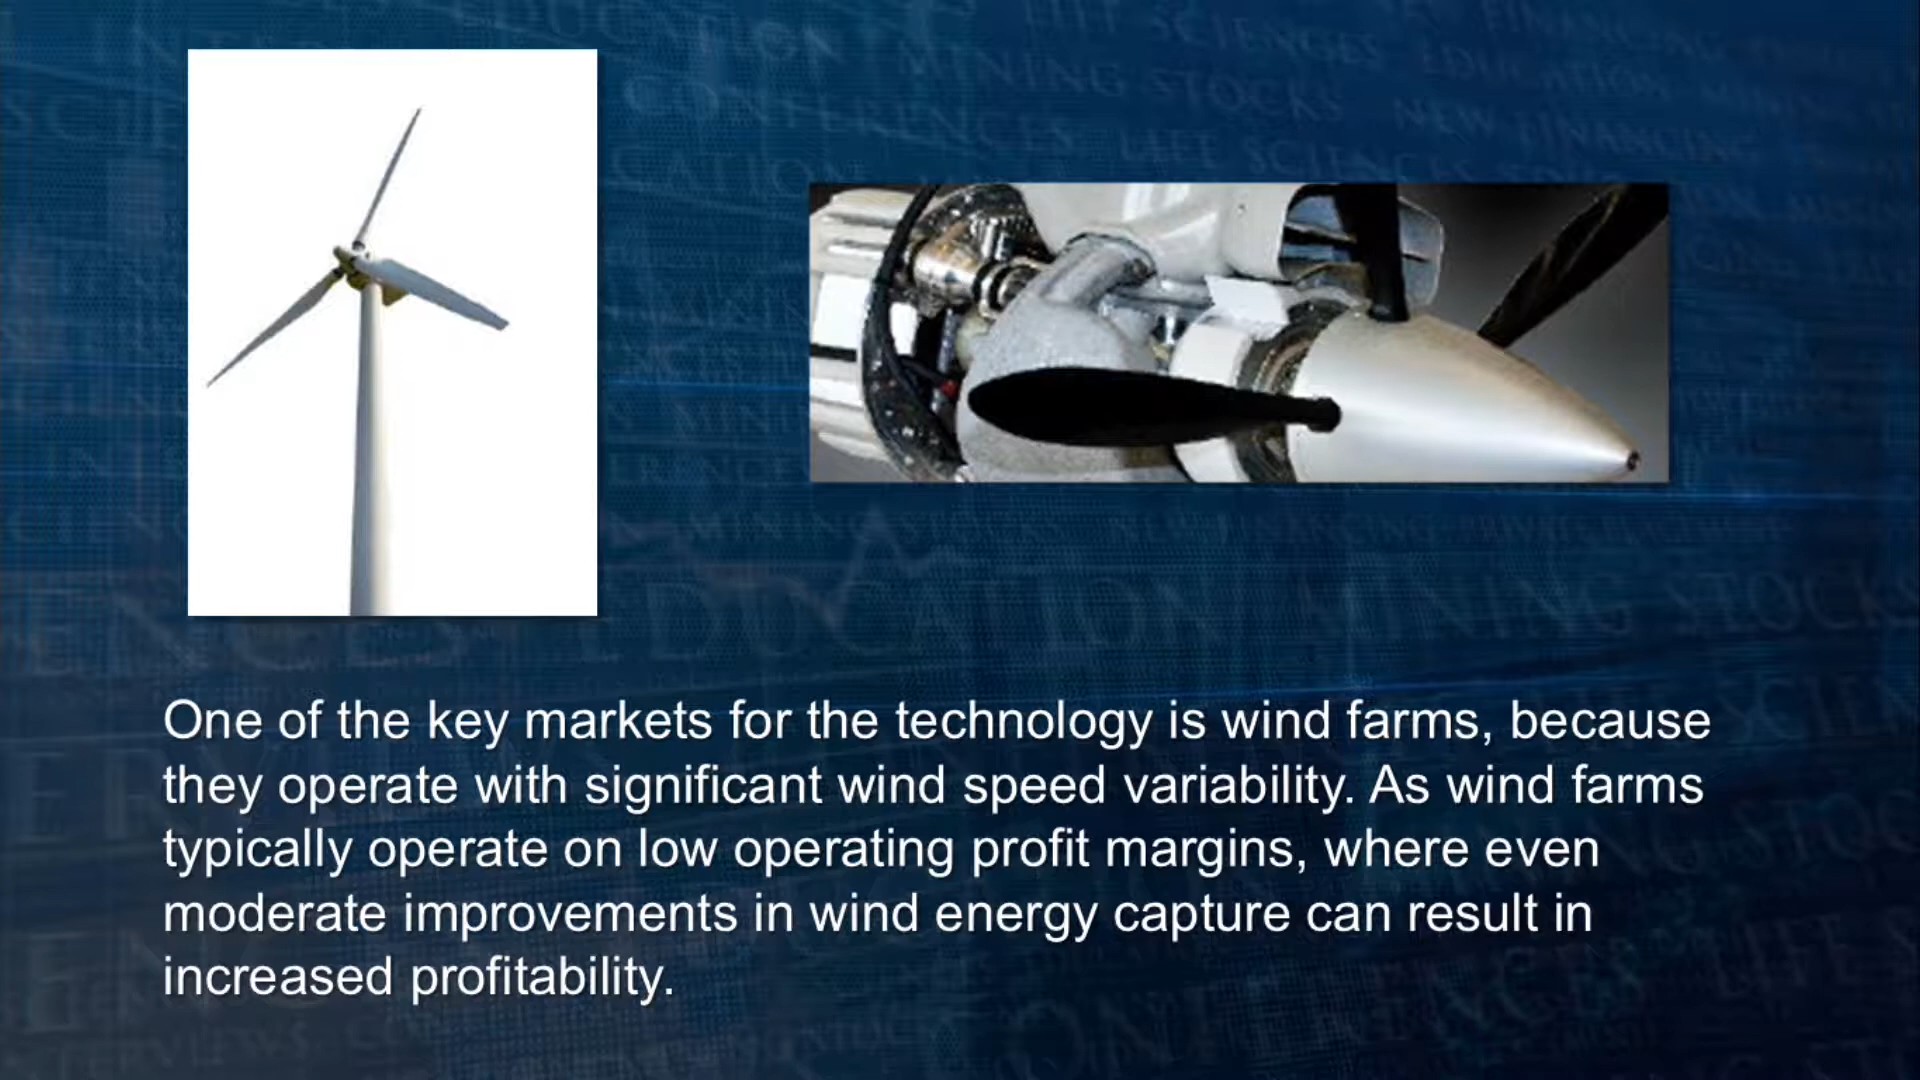 One of the key markets for the technology is wind farms, because
they operate with significant wind speed variability. As wind farms
typically operate on low operating profit margins, where even
moderate improvements in wind energy capture can result in
increased profitability.